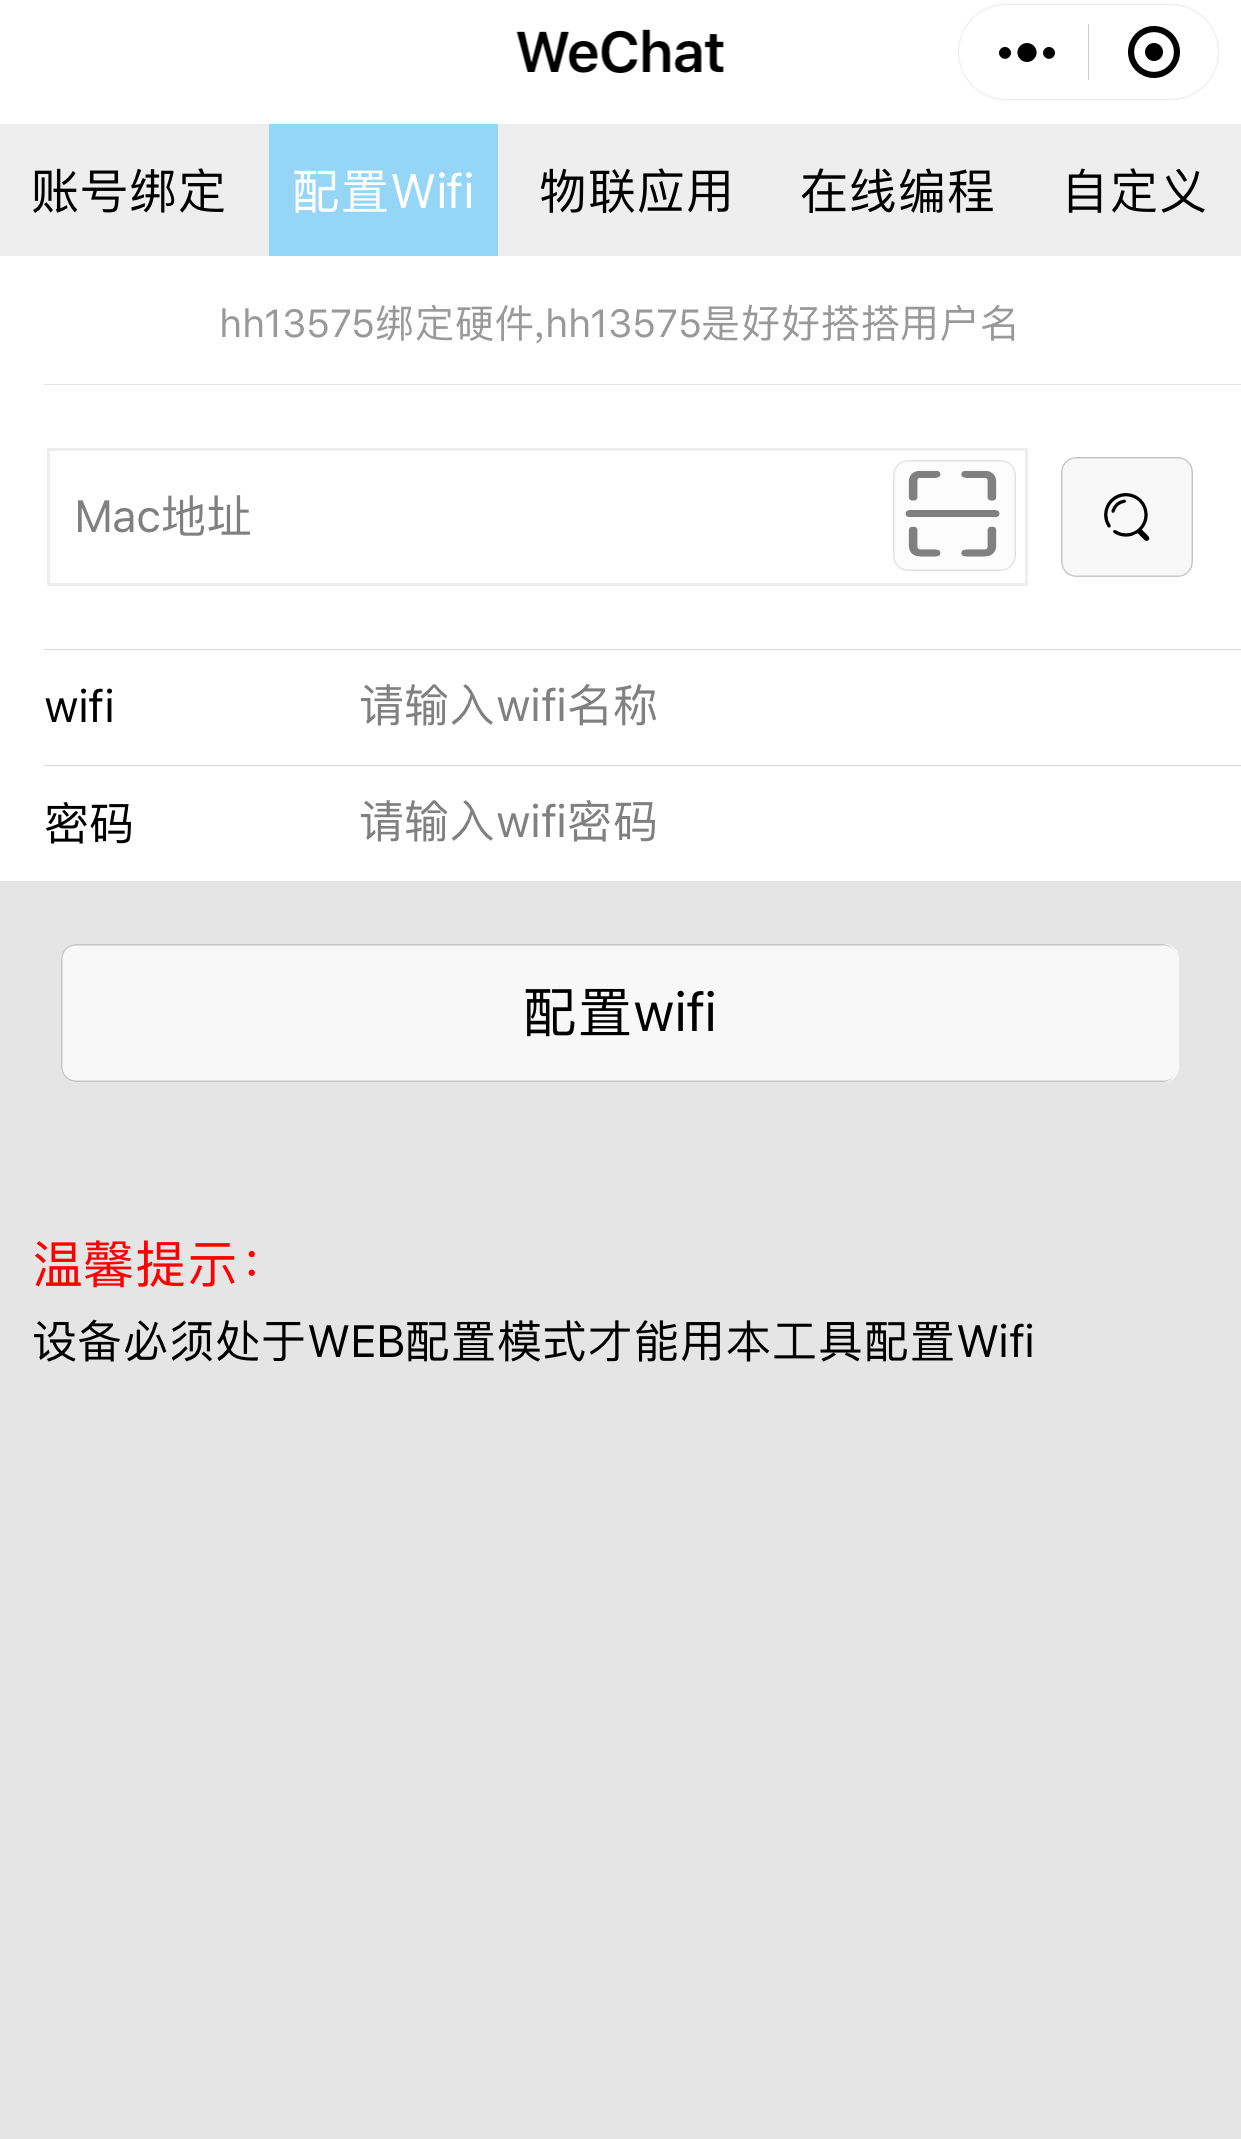 WeChat
账号绑定 配置Wifi 物联应用 在线编程 自定义
hh13575绑定硬件,hh13575是好好搭搭用户名
Mac地址
wifi 请输入wifi名称
密码 请输入wifi密码
配置wifi
温馨提示：
设备必须处于WEB配置模式才能用本工具配置Wifi